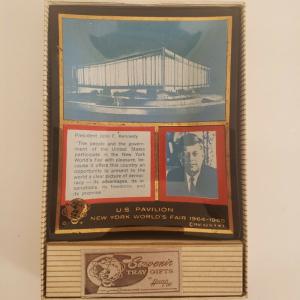 President John F. Kennedy
"The people and the govern-
ment of the United States
participate in the New York
World's Fair with pleasure, be-
cause it offers this country an
opportunity to present to the
world a clear picture of democ-
racy — its advantages, its as-
pirations, its freedoms, and
its promise."
U.S. PAVILION
NEW YORK WORLD'S FAIR 1964-1965
Souvenir
TRAY GIFTS